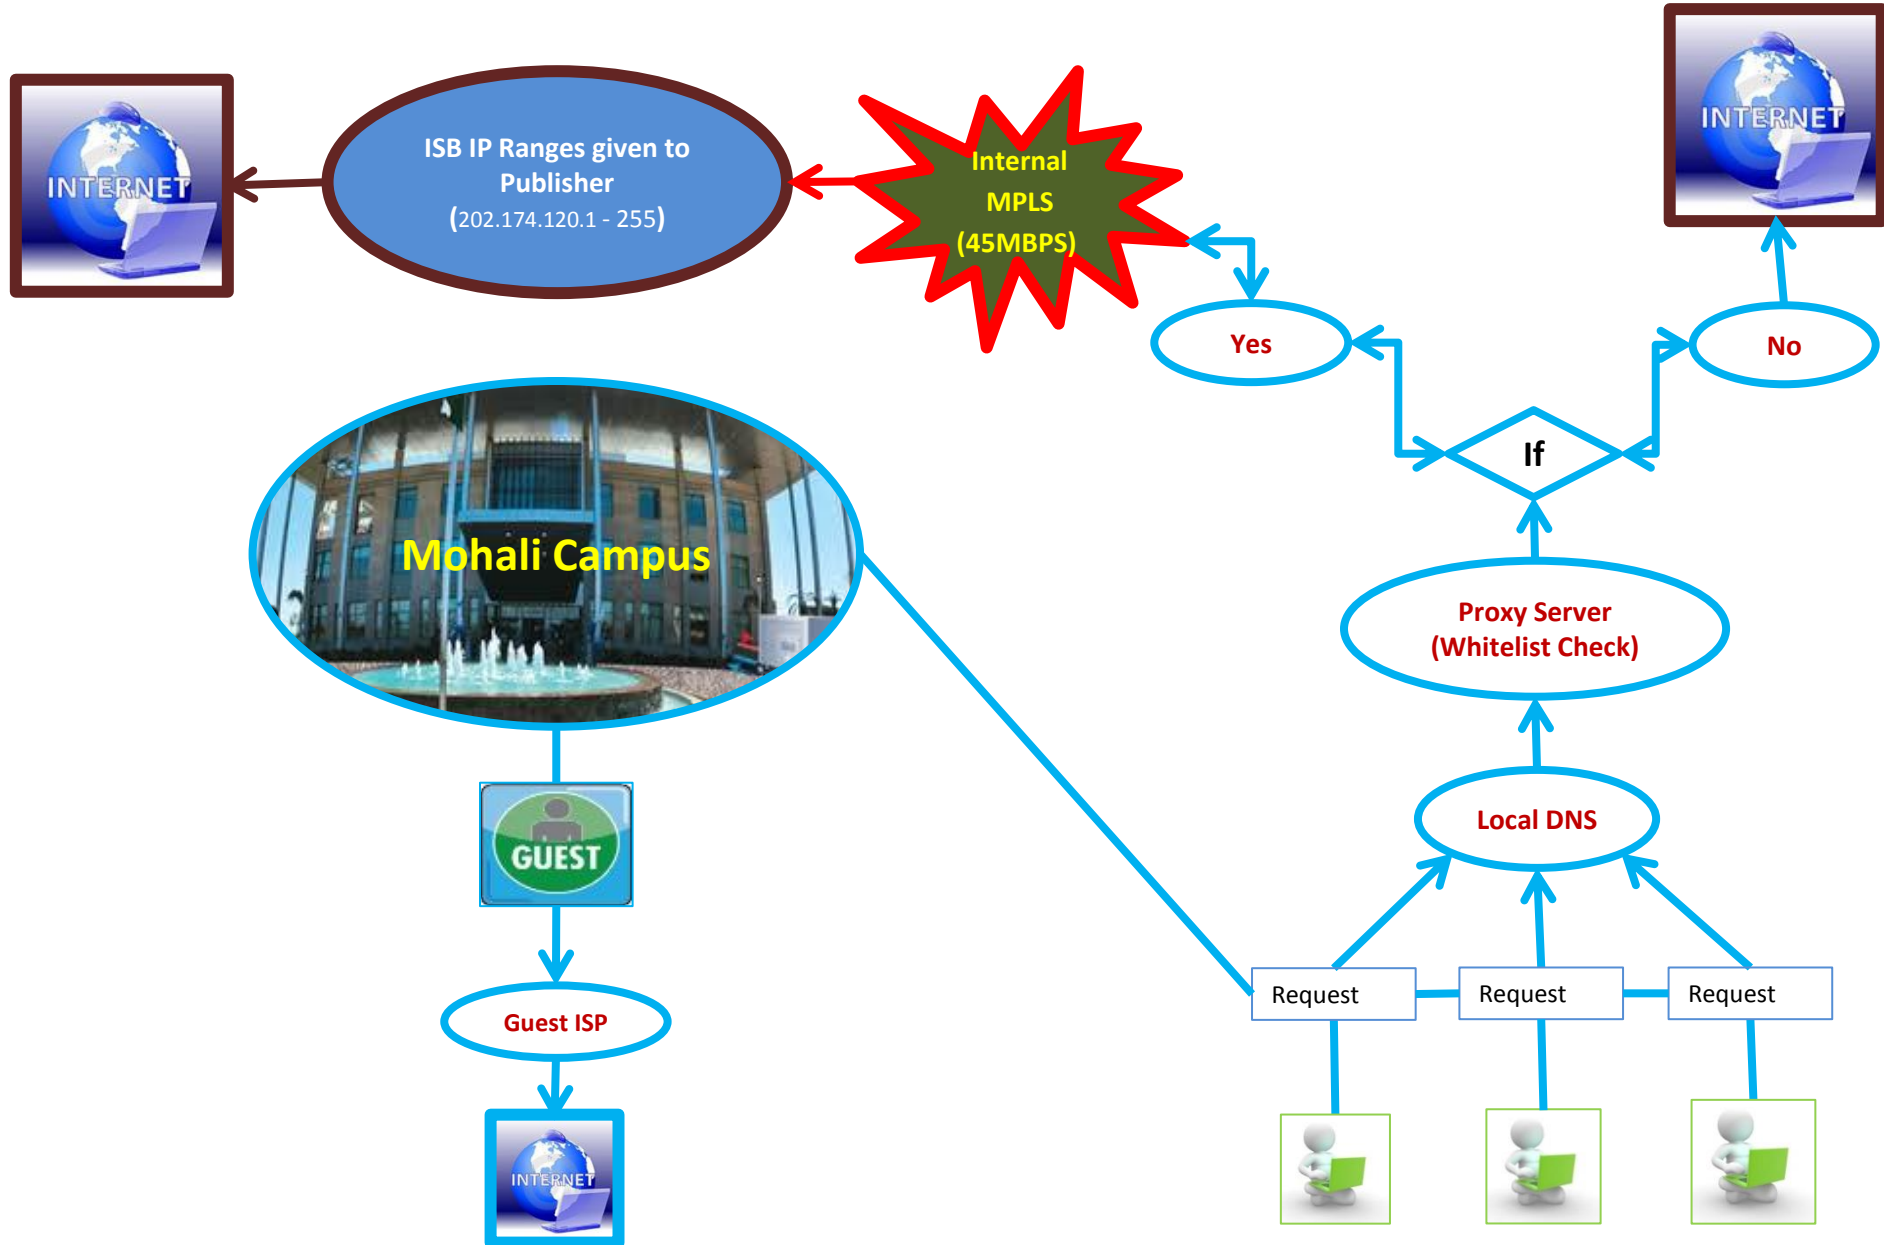 INTERNET
ISB IP Ranges given to
Publisher
(202.174.120.1 - 255)
Internal
MPLS
(45MBPS)
INTERNET
Yes
No
If
Mohali Campus
Proxy Server
(Whitelist Check)
Local DNS
GUEST
Request
Request
Request
Guest ISP
INTERNET